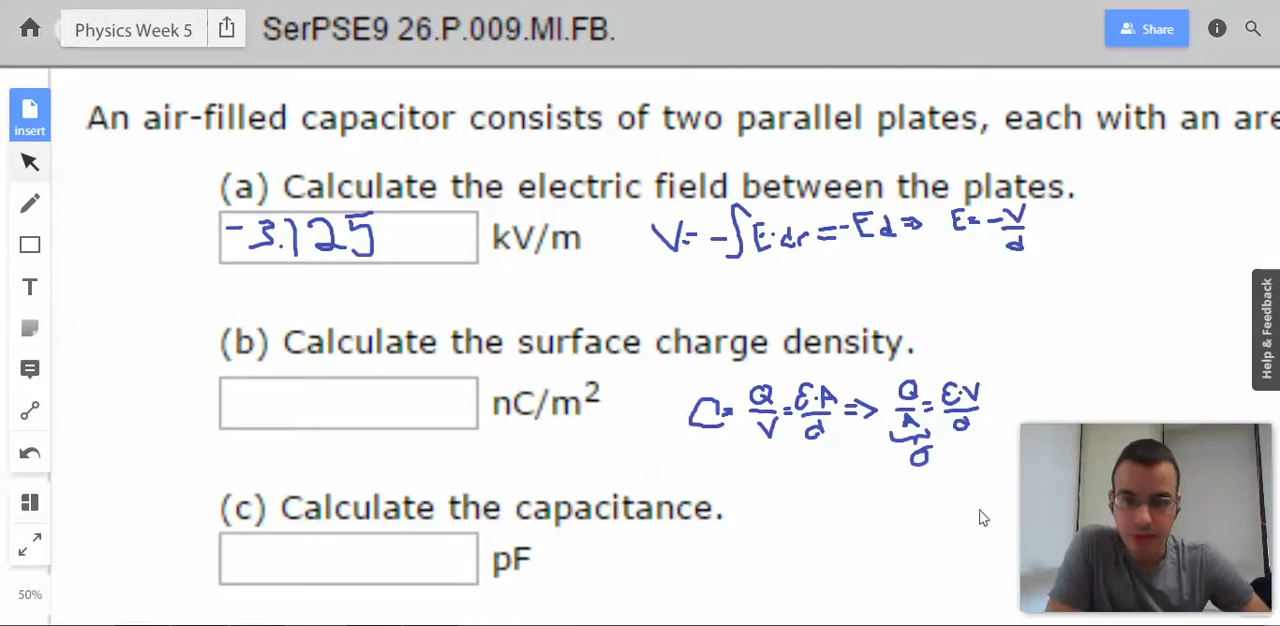 Physics Week 5
SerPSE9 26.P.009.MI.FB.
Share
insert
An air-filled capacitor consists of two parallel plates, each with an are
(a) Calculate the electric field between the plates.
-3.125 kV/m V= -∫E·dr = -Ed ⇒ E= -V/d
(b) Calculate the surface charge density.
nC/m² C= Q/V = ε·A/d ⇒ Q/A = ε·V/d
σ
(c) Calculate the capacitance.
pF
T
50%
Help & Feedback